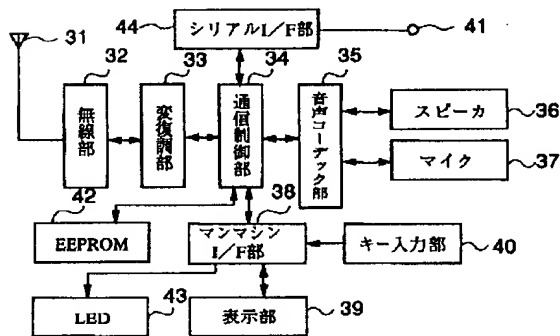 44
シリアルI/F部
41
31
32
無線部
33
変復調部
34
通信制御部
35
音声コーデック部
スピーカ
36
マイク
37
42
EEPROM
38
マンマシン
I/F部
キー入力部
40
43
LED
表示部
39